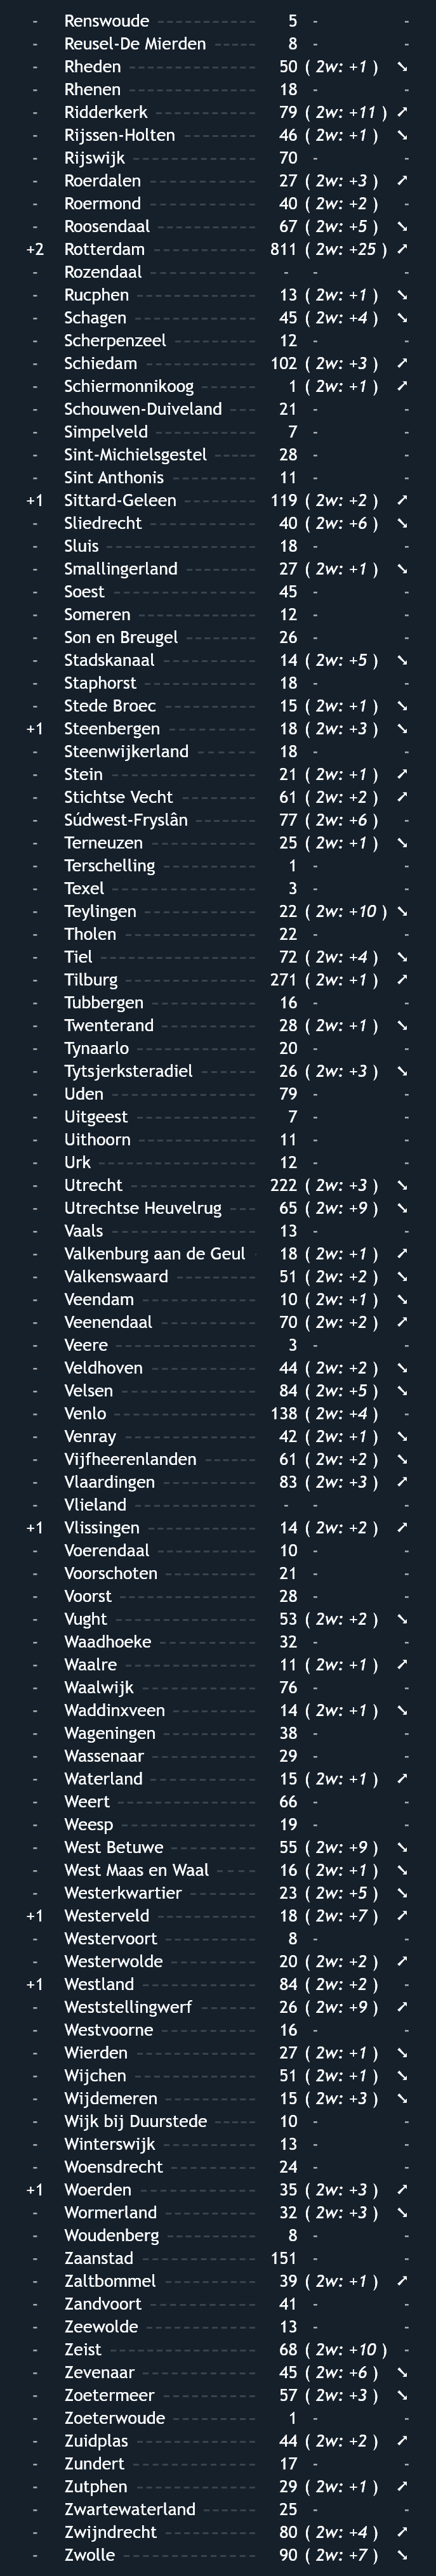 - Renswoude 5 - -
- Reusel-De Mierden 8 - -
- Rheden 50 ( 2w: +1 ) ➘
- Rhenen 18 - -
- Ridderkerk 79 ( 2w: +11 ) ➚
- Rijssen-Holten 46 ( 2w: +1 ) ➘
- Rijswijk 70 - -
- Roerdalen 27 ( 2w: +3 ) ➚
- Roermond 40 ( 2w: +2 ) -
- Roosendaal 67 ( 2w: +5 ) ➘
+2 Rotterdam 811 ( 2w: +25 ) ➚
- Rozendaal - - -
- Rucphen 13 ( 2w: +1 ) ➘
- Schagen 45 ( 2w: +4 ) ➘
- Scherpenzeel 12 - -
- Schiedam 102 ( 2w: +3 ) ➚
- Schiermonnikoog 1 ( 2w: +1 ) ➚
- Schouwen-Duiveland 21 - -
- Simpelveld 7 - -
- Sint-Michielsgestel 28 - -
- Sint Anthonis 11 - -
+1 Sittard-Geleen 119 ( 2w: +2 ) ➚
- Sliedrecht 40 ( 2w: +6 ) ➘
- Sluis 18 - -
- Smallingerland 27 ( 2w: +1 ) ➘
- Soest 45 - -
- Someren 12 - -
- Son en Breugel 26 - -
- Stadskanaal 14 ( 2w: +5 ) ➘
- Staphorst 18 - -
- Stede Broec 15 ( 2w: +1 ) ➘
+1 Steenbergen 18 ( 2w: +3 ) ➘
- Steenwijkerland 18 - -
- Stein 21 ( 2w: +1 ) ➚
- Stichtse Vecht 61 ( 2w: +2 ) ➚
- Súdwest-Fryslân 77 ( 2w: +6 ) -
- Terneuzen 25 ( 2w: +1 ) ➘
- Terschelling 1 - -
- Texel 3 - -
- Teylingen 22 ( 2w: +10 ) ➘
- Tholen 22 - -
- Tiel 72 ( 2w: +4 ) ➘
- Tilburg 271 ( 2w: +1 ) ➚
- Tubbergen 16 - -
- Twenterand 28 ( 2w: +1 ) ➘
- Tynaarlo 20 - -
- Tytsjerksteradiel 26 ( 2w: +3 ) ➘
- Uden 79 - -
- Uitgeest 7 - -
- Uithoorn 11 - -
- Urk 12 - -
- Utrecht 222 ( 2w: +3 ) ➘
- Utrechtse Heuvelrug 65 ( 2w: +9 ) ➘
- Vaals 13 - -
- Valkenburg aan de Geul 18 ( 2w: +1 ) ➚
- Valkenswaard 51 ( 2w: +2 ) ➘
- Veendam 10 ( 2w: +1 ) ➘
- Veenendaal 70 ( 2w: +2 ) ➚
- Veere 3 - -
- Veldhoven 44 ( 2w: +2 ) ➘
- Velsen 84 ( 2w: +5 ) ➘
- Venlo 138 ( 2w: +4 ) -
- Venray 42 ( 2w: +1 ) ➘
- Vijfheerenlanden 61 ( 2w: +2 ) ➘
- Vlaardingen 83 ( 2w: +3 ) ➚
- Vlieland - - -
+1 Vlissingen 14 ( 2w: +2 ) ➚
- Voerendaal 10 - -
- Voorschoten 21 - -
- Voorst 28 - -
- Vught 53 ( 2w: +2 ) ➘
- Waadhoeke 32 - -
- Waalre 11 ( 2w: +1 ) ➚
- Waalwijk 76 - -
- Waddinxveen 14 ( 2w: +1 ) ➘
- Wageningen 38 - -
- Wassenaar 29 - -
- Waterland 15 ( 2w: +1 ) ➚
- Weert 66 - -
- Weesp 19 - -
- West Betuwe 55 ( 2w: +9 ) ➘
- West Maas en Waal 16 ( 2w: +1 ) ➘
- Westerkwartier 23 ( 2w: +5 ) ➘
+1 Westerveld 18 ( 2w: +7 ) ➚
- Westervoort 8 - -
- Westerwolde 20 ( 2w: +2 ) ➚
+1 Westland 84 ( 2w: +2 ) -
- Weststellingwerf 26 ( 2w: +9 ) ➚
- Westvoorne 16 - -
- Wierden 27 ( 2w: +1 ) ➘
- Wijchen 51 ( 2w: +1 ) ➘
- Wijdemeren 15 ( 2w: +3 ) ➘
- Wijk bij Duurstede 10 - -
- Winterswijk 13 - -
- Woensdrecht 24 - -
+1 Woerden 35 ( 2w: +3 ) ➚
- Wormerland 32 ( 2w: +3 ) ➘
- Woudenberg 8 - -
- Zaanstad 151 - -
- Zaltbommel 39 ( 2w: +1 ) ➚
- Zandvoort 41 - -
- Zeewolde 13 - -
- Zeist 68 ( 2w: +10 ) -
- Zevenaar 45 ( 2w: +6 ) ➘
- Zoetermeer 57 ( 2w: +3 ) ➘
- Zoeterwoude 1 - -
- Zuidplas 44 ( 2w: +2 ) ➚
- Zundert 17 - -
- Zutphen 29 ( 2w: +1 ) ➚
- Zwartewaterland 25 - -
- Zwijndrecht 80 ( 2w: +4 ) ➚
- Zwolle 90 ( 2w: +7 ) ➘